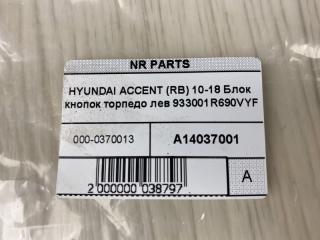 NR PARTS
HYUNDAI ACCENT (RB) 10-18 Блок
кнопок торпедо лев 933001R690VYF
000-0370013
A14037001
2 000000 038797
A